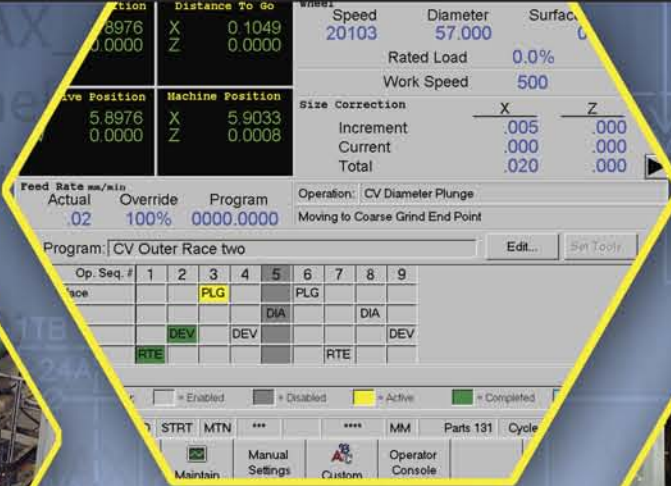 Distance To Go
Speed Diameter
20103 57.000
8976 X 0.1049
0.0000 Z 0.0000
Rated Load 0.0%
Work Speed 500
Position Machine Position
5.8976 X 5.9033
0.0000 Z 0.0008
Size Correction X Z
Increment .005 .000
Current .000 .000
Total .020 .000
Feed Rate mm/min
Actual Override Program
.02 100% 0000.0000
Operation: CV Diameter Plunge
Moving to Coarse Grind End Point
Program: CV Outer Race two Edit...
Op. Seq. # 1 2 3 4 5 6 7 8 9
PLG PLG
DIA DIA
DEV DEV DEV
RTE RTE
= Enabled = Disabled = Active = Completed
STRT MTN *** **** MM Parts 131 Cycle
Maintain Manual Settings Custom Operator Console